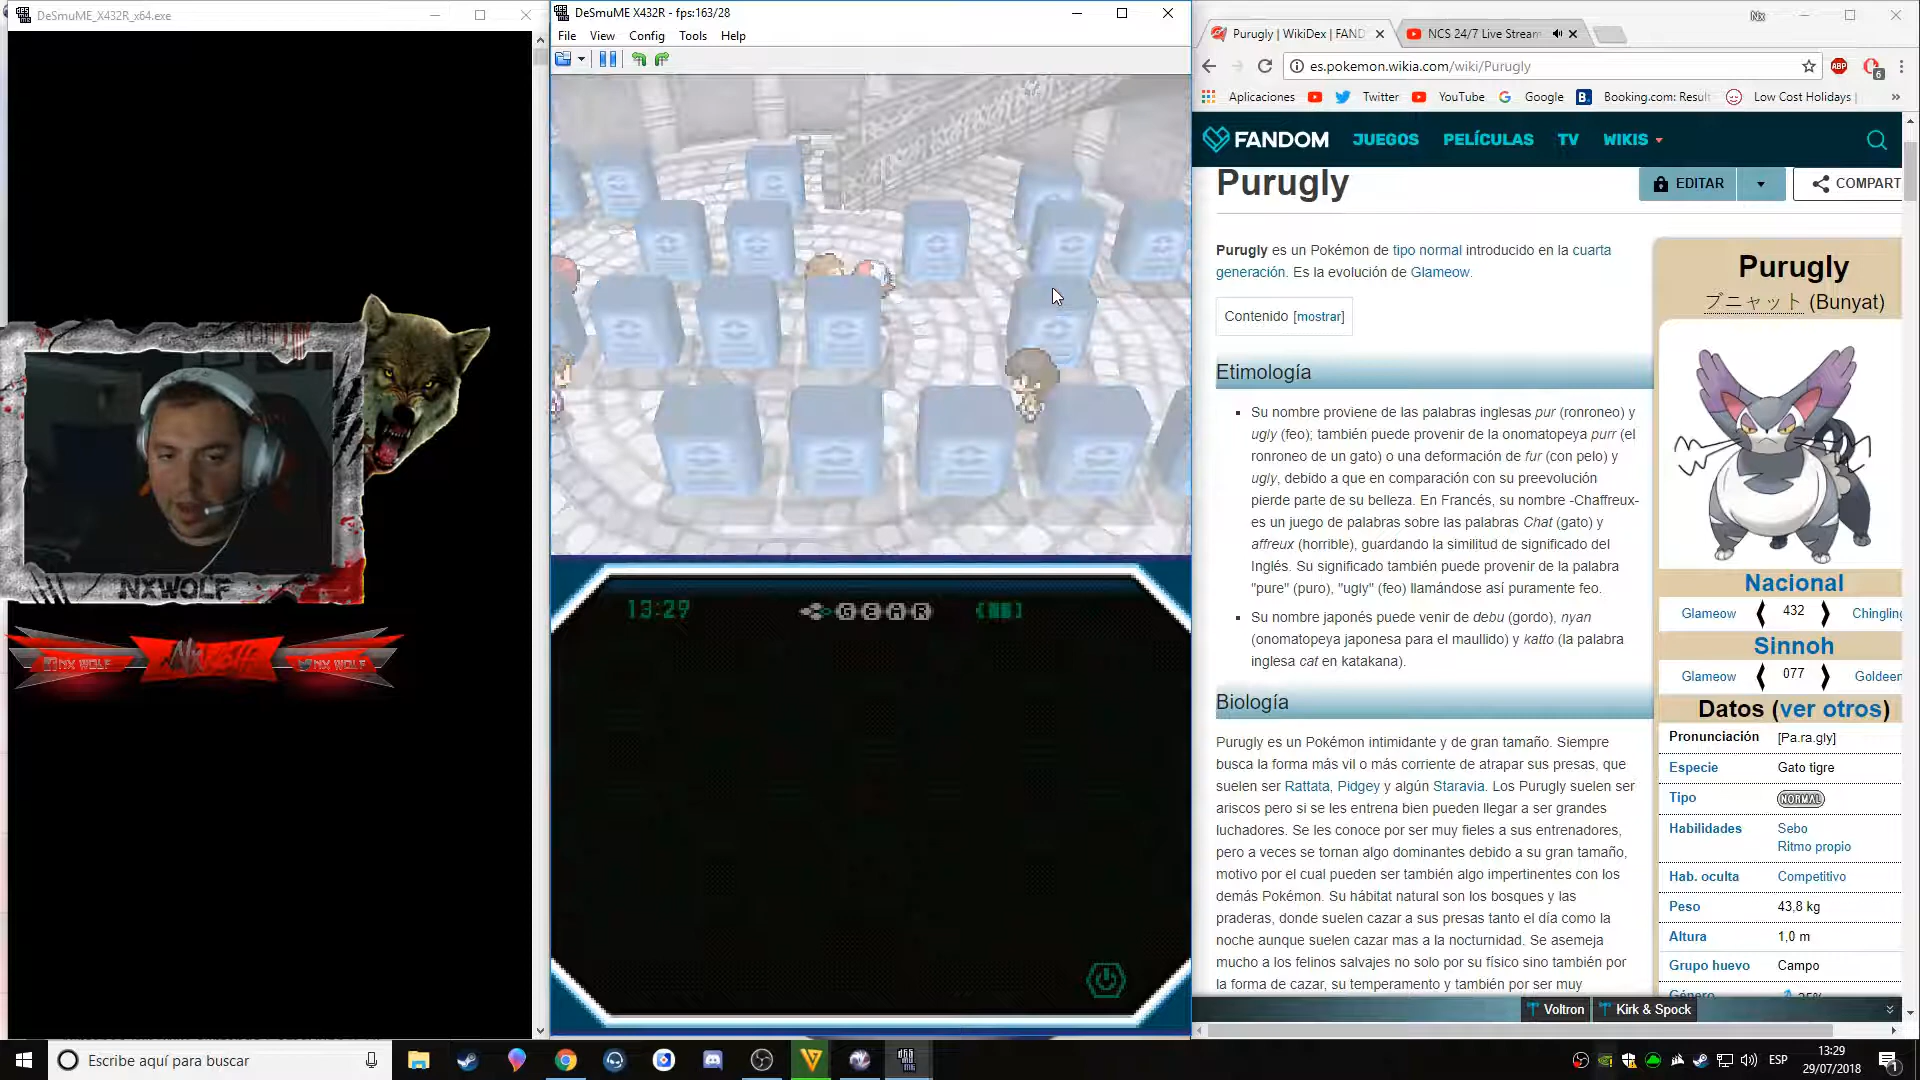 DeSmuME X432R_x64.exe
DeSmuME X432R - fps:163/28
File View Config Tools Help
NXWOLF
NX WOLF
NX WOLF
13:29
GEAR
Nx
Purugly | WikiDex | FAND
NCS 24/7 Live Stream
es.pokemon.wikia.com/wiki/Purugly
ABP
6
Aplicaciones Twitter YouTube Google Booking.com: Result Low Cost Holidays | »
FANDOM JUEGOS PELÍCULAS TV WIKIS
Purugly
EDITAR
COMPART
Purugly es un Pokémon de tipo normal introducido en la cuarta
generación. Es la evolución de Glameow.
Contenido [mostrar]
Etimología
Su nombre proviene de las palabras inglesas pur (ronroneo) y
ugly (feo); también puede provenir de la onomatopeya purr (el
ronroneo de un gato) o una deformación de fur (con pelo) y
ugly, debido a que en comparación con su preevolución
pierde parte de su belleza. En Francés, su nombre -Chaffreux-
es un juego de palabras sobre las palabras Chat (gato) y
affreux (horrible), guardando la similitud de significado del
Inglés. Su significado también puede provenir de la palabra
"pure" (puro), "ugly" (feo) llamándose así puramente feo.
Su nombre japonés puede venir de debu (gordo), nyan
(onomatopeya japonesa para el maullido) y katto (la palabra
inglesa cat en katakana).
Biología
Purugly es un Pokémon intimidante y de gran tamaño. Siempre
busca la forma más vil o más corriente de atrapar sus presas, que
suelen ser Rattata, Pidgey y algún Staravia. Los Purugly suelen ser
ariscos pero si se les entrena bien pueden llegar a ser grandes
luchadores. Se les conoce por ser muy fieles a sus entrenadores,
pero a veces se tornan algo dominantes debido a su gran tamaño,
motivo por el cual pueden ser también algo impertinentes con los
demás Pokémon. Su hábitat natural son los bosques y las
praderas, donde suelen cazar a sus presas tanto el día como la
noche aunque suelen cazar mas a la nocturnidad. Se asemeja
mucho a los felinos salvajes no solo por su físico sino también por
la forma de cazar, su temperamento y también por ser muy
Purugly
ブニャット (Bunyat)
Nacional
Glameow 432 Chingling
Sinnoh
Glameow 077 Goldeen
Datos (ver otros)
Pronunciación [Pa.ra.gly]
Especie Gato tigre
Tipo NORMAL
Habilidades Sebo
Ritmo propio
Hab. oculta Competitivo
Peso 43,8 kg
Altura 1,0 m
Grupo huevo Campo
Género 25%
Voltron Kirk & Spock
Escribe aquí para buscar
ESP
13:29
29/07/2018
1